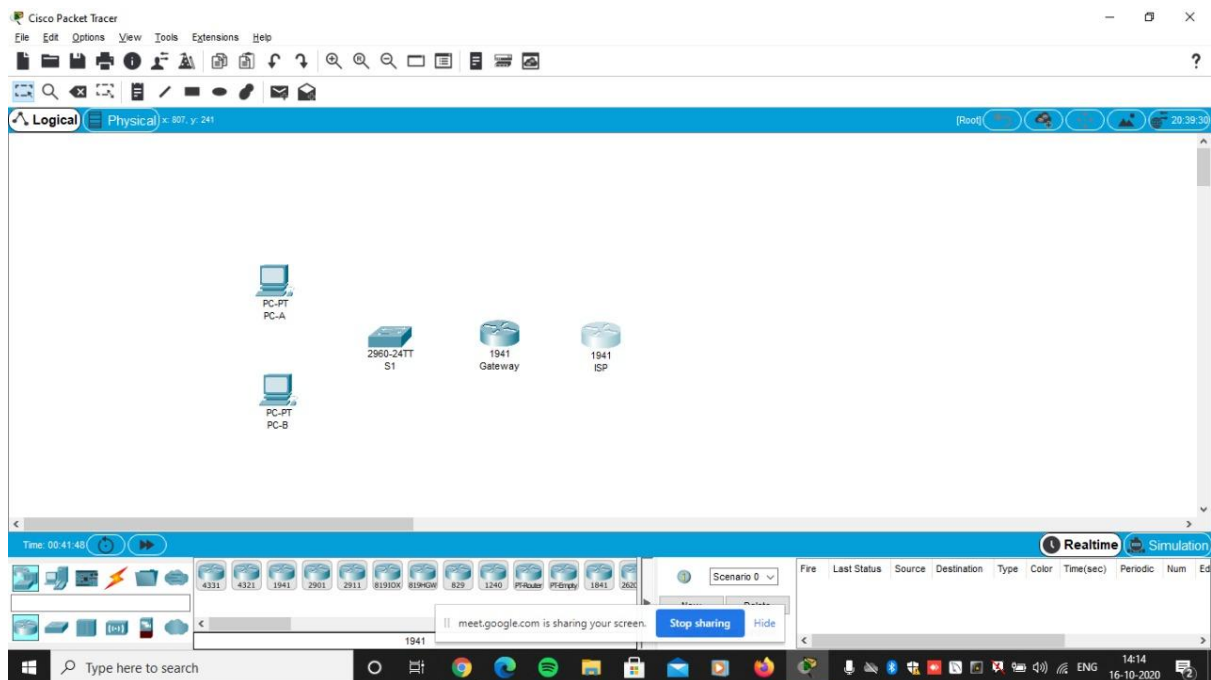 Cisco Packet Tracer
File Edit Options View Tools Extensions Help
?
Logical Physical x: 807, y: 241 [Root] 20:39:30
PC-PT
PC-A
2960-24TT
S1
1941
Gateway
1941
ISP
PC-PT
PC-B
Time: 00:41:48 Realtime Simulation
4331 4321 1941 2901 2911 819IOX 819HGW 829 1240 PT-Router PT-Empty 1841 262
Scenario 0
Fire Last Status Source Destination Type Color Time(sec) Periodic Num Ed
meet.google.com is sharing your screen. Stop sharing Hide
1941
Type here to search
ENG 14:14
16-10-2020